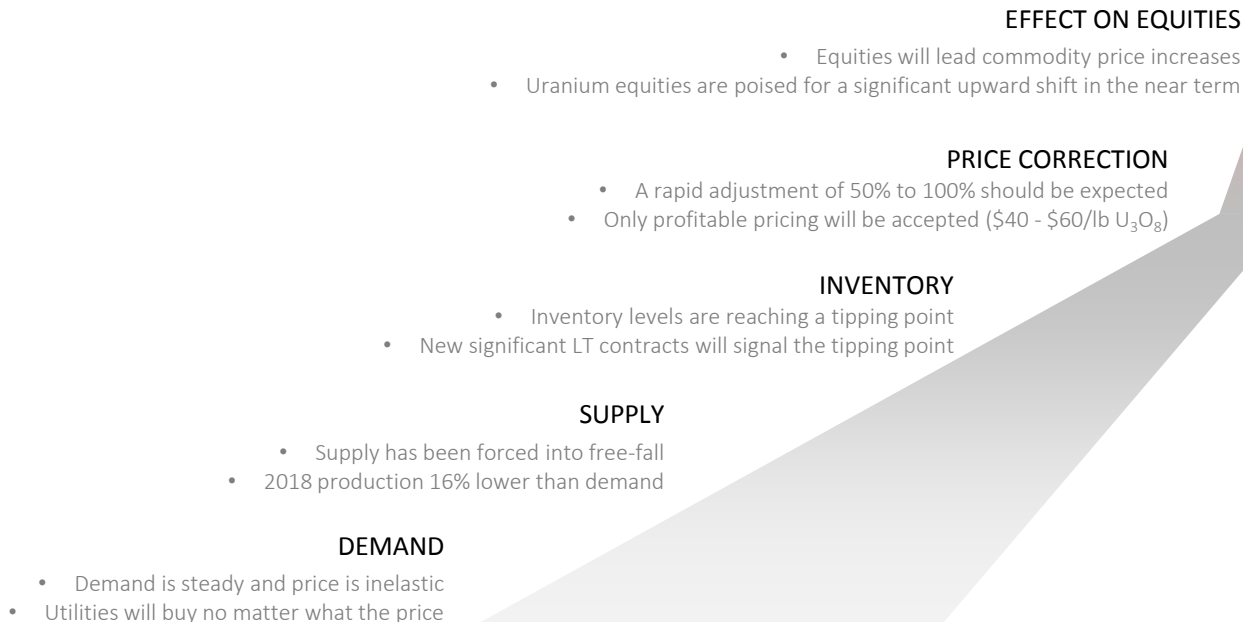 EFFECT ON EQUITIES
• Equities will lead commodity price increases
• Uranium equities are poised for a significant upward shift in the near term
PRICE CORRECTION
• A rapid adjustment of 50% to 100% should be expected
• Only profitable pricing will be accepted ($40 - $60/lb U₃O₈)
INVENTORY
• Inventory levels are reaching a tipping point
• New significant LT contracts will signal the tipping point
SUPPLY
• Supply has been forced into free-fall
• 2018 production 16% lower than demand
DEMAND
• Demand is steady and price is inelastic
• Utilities will buy no matter what the price